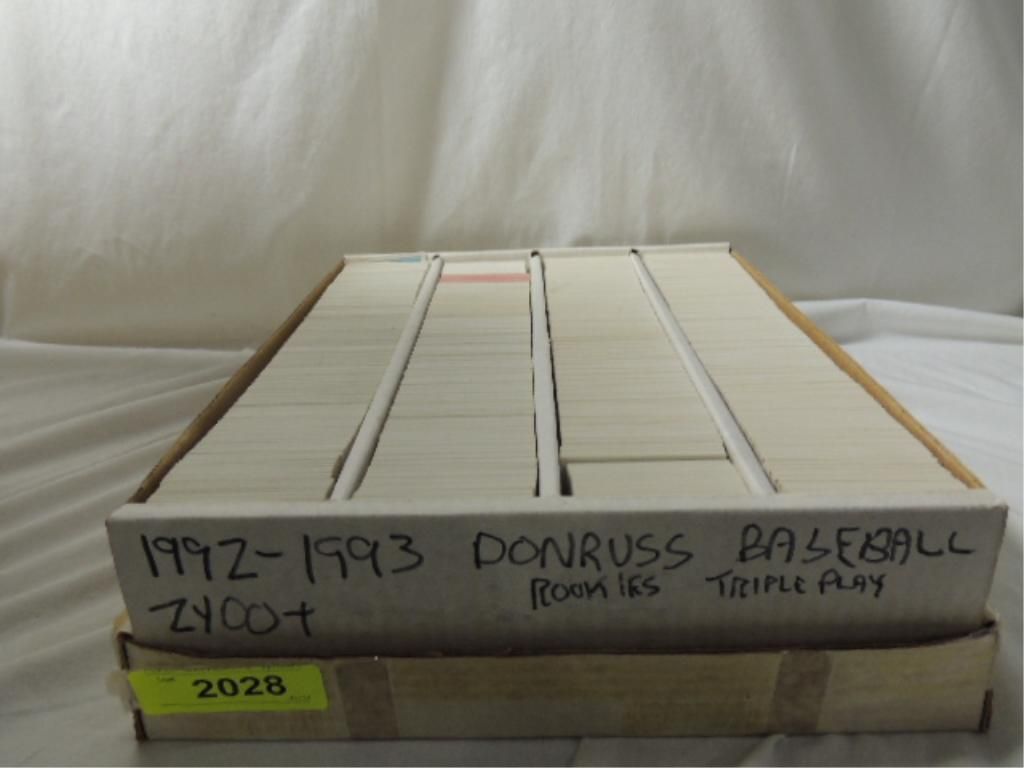 1992-1993 DONRUSS BASEBALL
ROOKIES TRIPLE PLAY
2400+
2028